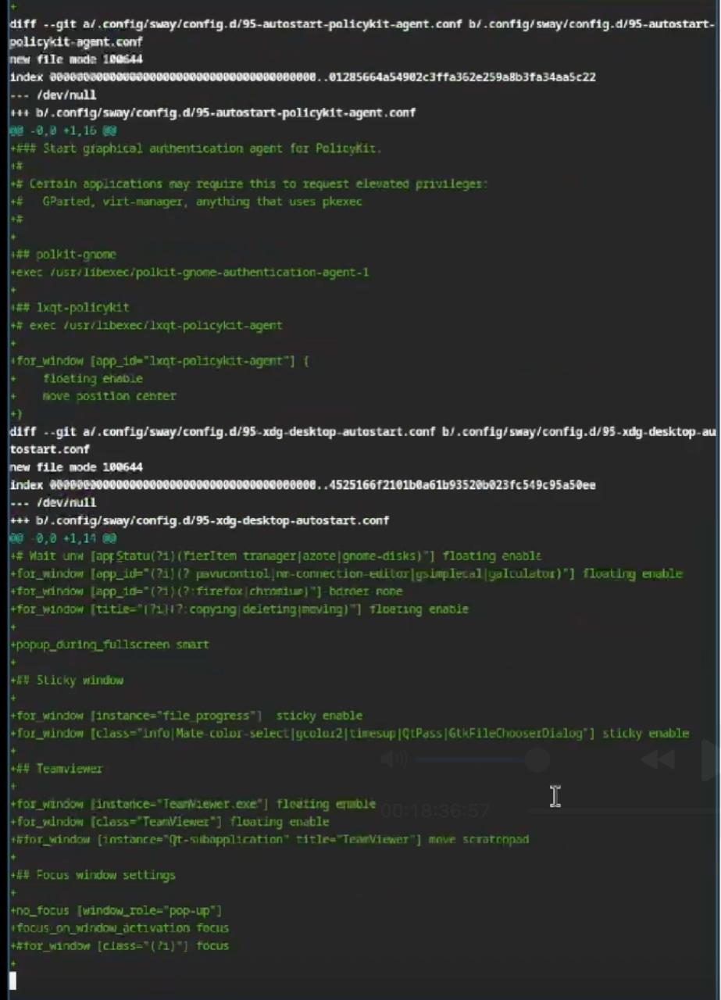 +
diff --git a/.config/sway/config.d/95-autostart-policykit-agent.conf b/.config/sway/config.d/95-autostart-
policykit-agent.conf
new file mode 100644
index 0000000000000000000000000000000000000000..01285664a54902c3ffa362e259a8b3fa34aa5c22
--- /dev/null
+++ b/.config/sway/config.d/95-autostart-policykit-agent.conf
@@ -0,0 +1,16 @@
+### Start graphical authentication agent for PolicyKit.
+#
+# Certain applications may require this to request elevated privileges:
+#   GParted, virt-manager, anything that uses pkexec
+#
+
+## polkit-gnome
+exec /usr/libexec/polkit-gnome-authentication-agent-1
+
+## lxqt-policykit
+# exec /usr/libexec/lxqt-policykit-agent
+
+for_window [app_id="lxqt-policykit-agent"] {
+    floating enable
+    move position center
+}
diff --git a/.config/sway/config.d/95-xdg-desktop-autostart.conf b/.config/sway/config.d/95-xdg-desktop-au
tostart.conf
new file mode 100644
index 0000000000000000000000000000000000000000..4525166f2101b0a61b93520b023fc549c95a50ee
--- /dev/null
+++ b/.config/sway/config.d/95-xdg-desktop-autostart.conf
@@ -0,0 +1,14 @@
+# Wait tranager|azote|gnome-disks)"] floating enable
+for_window [app_id="(?i)(? pavucontiol|nm-connection-editor|gsimplecal|galculator)"] floating enable
+for_window [app_id="(?i)(?:firefox|chromium)"] border none
+for_window [title="(?i)(?:copying|deleting|moving)"] floating enable
+
+popup_during_fullscreen smart
+
+## Sticky window
+
+for_window [instance="file_progress"]  sticky enable
+for_window [class="info|Mate-color-select|gcolor2|timesup|QtPass|GtkFileChooserDialog"] sticky enable
+
+## Teamviewer
+
+for_window [instance="TeamViewer.exe"] floating enable
00:18:36:57
+for_window [class="TeamViewer"] floating enable
+#for_window [instance="Qt-subapplication" title="TeamViewer"] move scratchpad
+
+## Focus window settings
+
+no_focus [window_role="pop-up"]
+focus_on_window_activation focus
+#for_window [class="(?i)"] focus
+